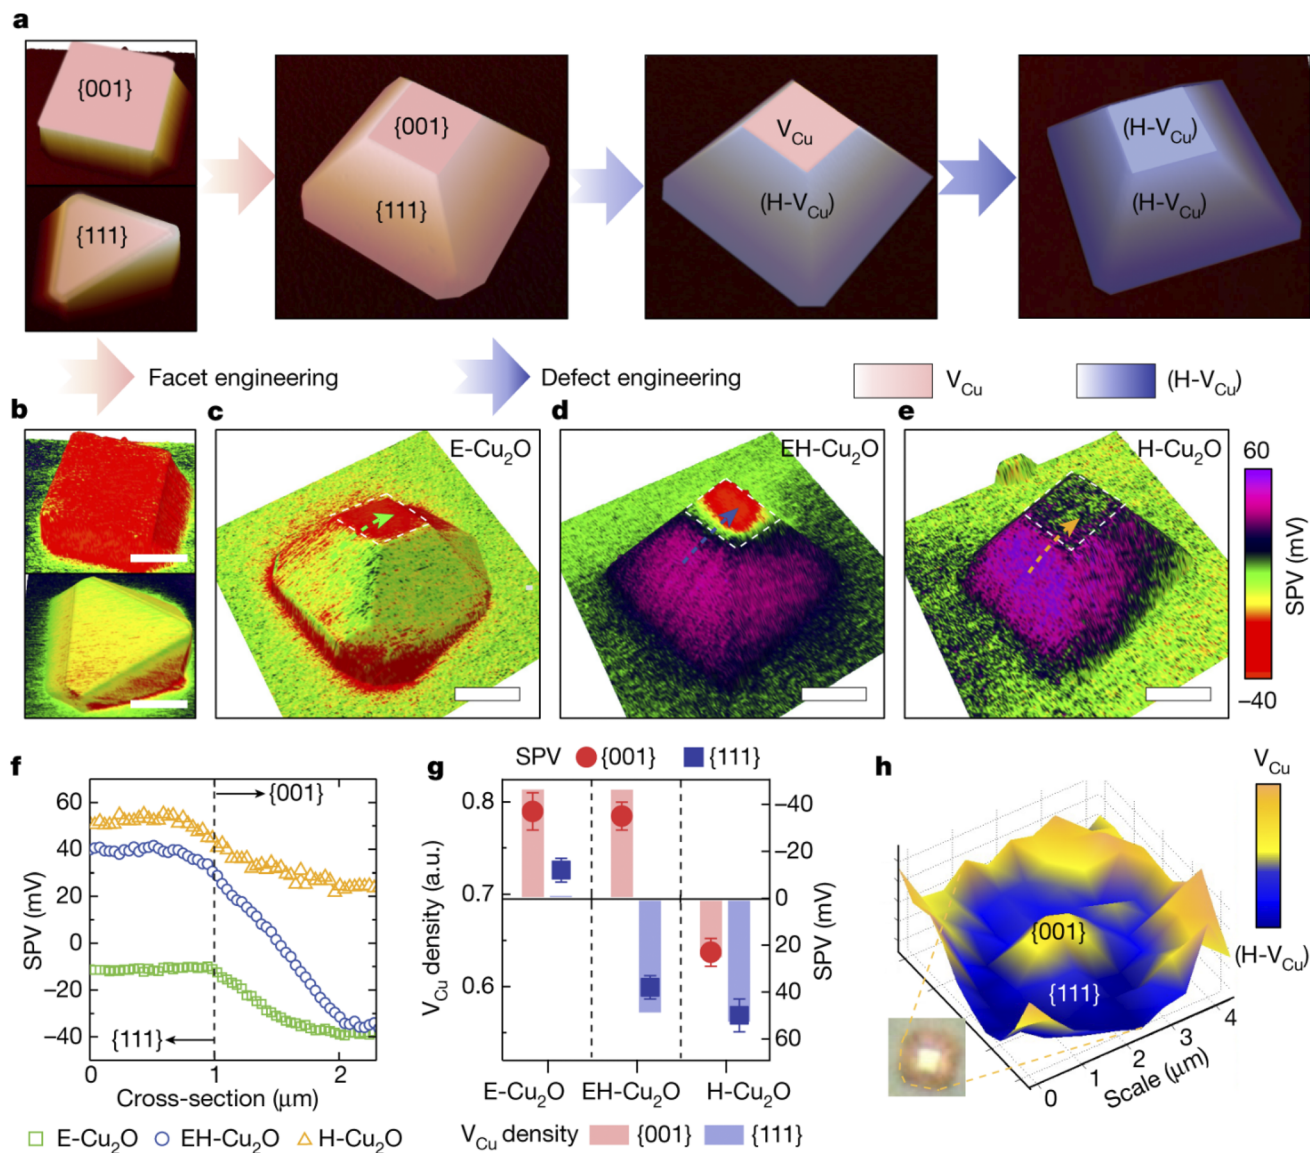 a
{001}
{111}
{001}
{111}
V_Cu
(H-V_Cu)
(H-V_Cu)
(H-V_Cu)
Facet engineering
Defect engineering
V_Cu
(H-V_Cu)
b
c
E-Cu₂O
d
EH-Cu₂O
e
H-Cu₂O
60
SPV (mV)
−40
f
60
40
20
0
−20
−40
SPV (mV)
{001}
{111}
0
1
2
Cross-section (μm)
E-Cu₂O
EH-Cu₂O
H-Cu₂O
g
SPV
{001}
{111}
0.8
0.7
0.6
V_Cu density (a.u.)
−40
−20
0
20
40
60
SPV (mV)
E-Cu₂O
EH-Cu₂O
H-Cu₂O
V_Cu density
{001}
{111}
h
V_Cu
(H-V_Cu)
{001}
{111}
0
1
2
3
4
Scale (μm)